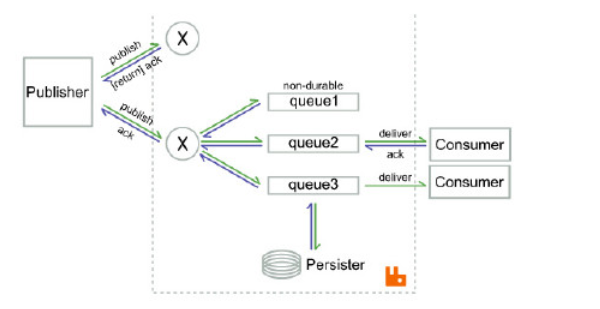 publish
X
[return] ack
Publisher
publish
ack
X
non-durable
queue1
queue2
deliver
ack
Consumer
queue3
deliver
Consumer
Persister